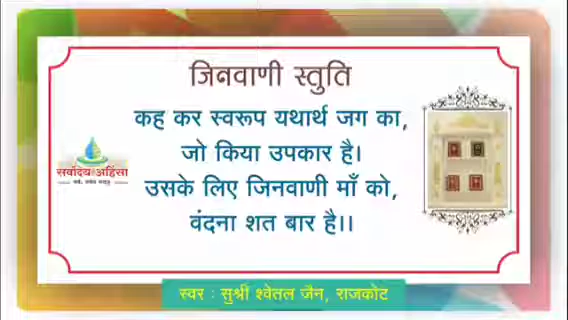 जिनवाणी स्तुति
कह कर स्वरूप यथार्थ जग का,
जो किया उपकार है।
उसके लिए जिनवाणी माँ को,
वंदना शत बार है।।
सर्वोदय अहिंसा
स्वर : सुश्री श्वेतल जैन, राजकोट